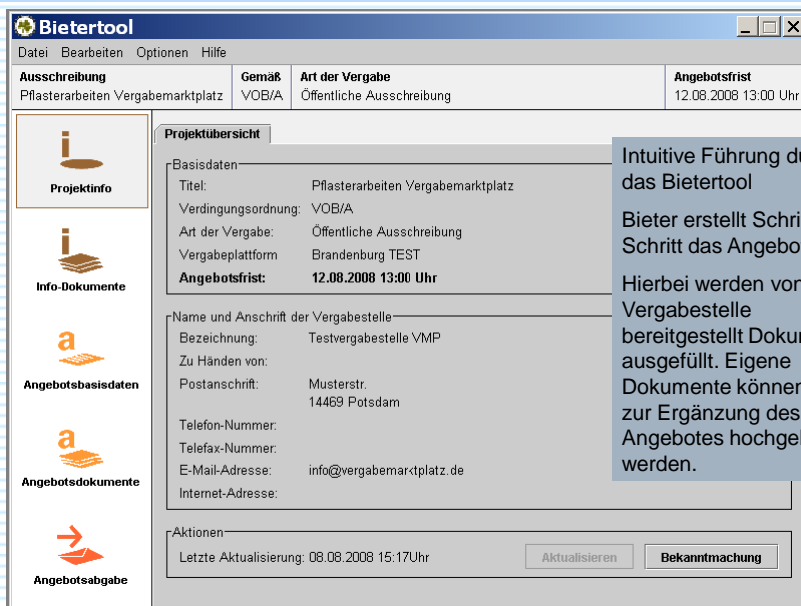 Bietertool
Datei Bearbeiten Optionen Hilfe
Ausschreibung Gemäß Art der Vergabe Angebotsfrist
Pflasterarbeiten Vergabemarktplatz VOB/A Öffentliche Ausschreibung 12.08.2008 13:00 Uhr
Projektinfo
Info-Dokumente
Angebotsbasisdaten
Angebotsdokumente
Angebotsabgabe
Projektübersicht
Basisdaten
Titel: Pflasterarbeiten Vergabemarktplatz
Verdingungsordnung: VOB/A
Art der Vergabe: Öffentliche Ausschreibung
Vergabeplattform Brandenburg TEST
Angebotsfrist: 12.08.2008 13:00 Uhr
Name und Anschrift der Vergabestelle
Bezeichnung: Testvergabestelle VMP
Zu Händen von:
Postanschrift: Musterstr.
14469 Potsdam
Telefon-Nummer:
Telefax-Nummer:
E-Mail-Adresse: info@vergabemarktplatz.de
Internet-Adresse:
Aktionen
Letzte Aktualisierung: 08.08.2008 15:17Uhr Aktualisieren Bekanntmachung
Intuitive Führung
das Bietertool
Bieter erstellt
Schritt das
Hierbei werden
Vergabestelle
bereitgestellt
ausgefüllt. Eigene
Dokumente
zur Ergänzung des
Angebotes
werden.